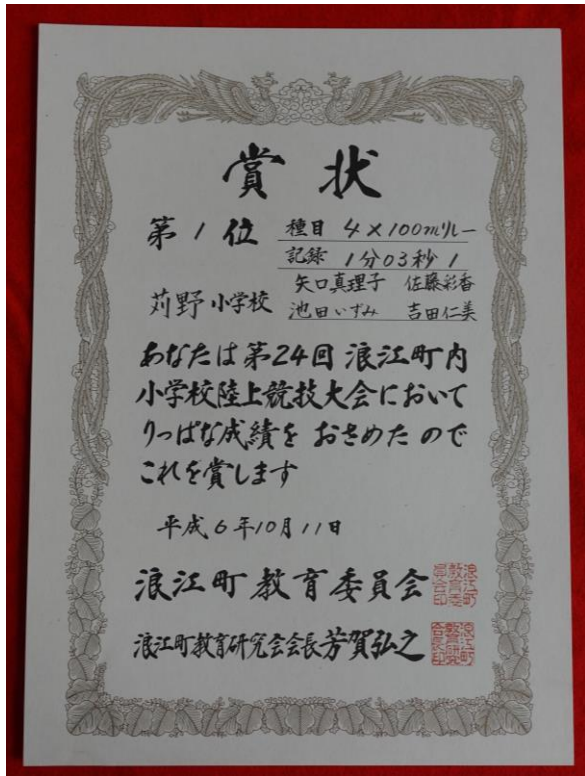 賞状
第1位 種目 4×100mリレー
記録 1分03秒1
苅野小学校 矢口真理子 佐藤彩香
池田いずみ 吉田仁美
あなたは第24回浪江町内
小学校陸上競技大会において
りっぱな成績をおさめたので
これを賞します
平成6年10月11日
浪江町教育委員会
浪江町教育研究会会長芳賀弘之